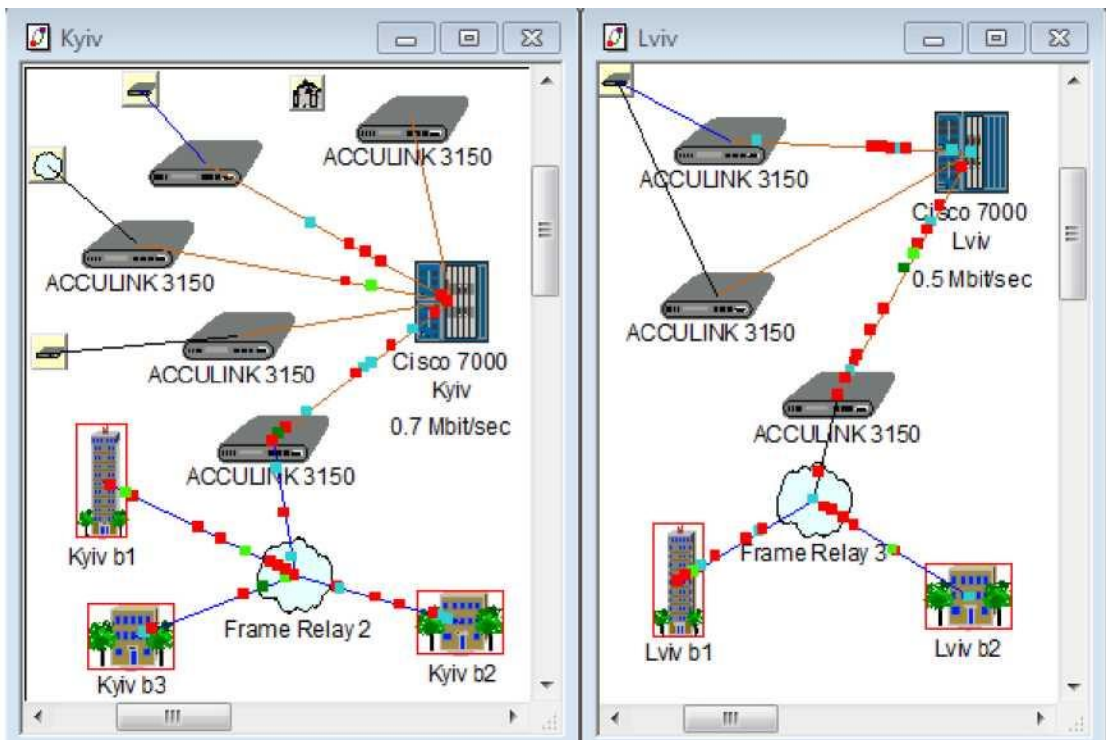 Kyiv
ACCULINK 3150
ACCULINK 3150
ACCULINK 3150
Cisco 7000
Kyiv
0.7 Mbit/sec
ACCULINK 3150
Kyiv b1
Frame Relay 2
Kyiv b3
Kyiv b2
Lviv
ACCULINK 3150
Cisco 7000
Lviv
0.5 Mbit/sec
ACCULINK 3150
ACCULINK 3150
Frame Relay 3
Lviv b1
Lviv b2